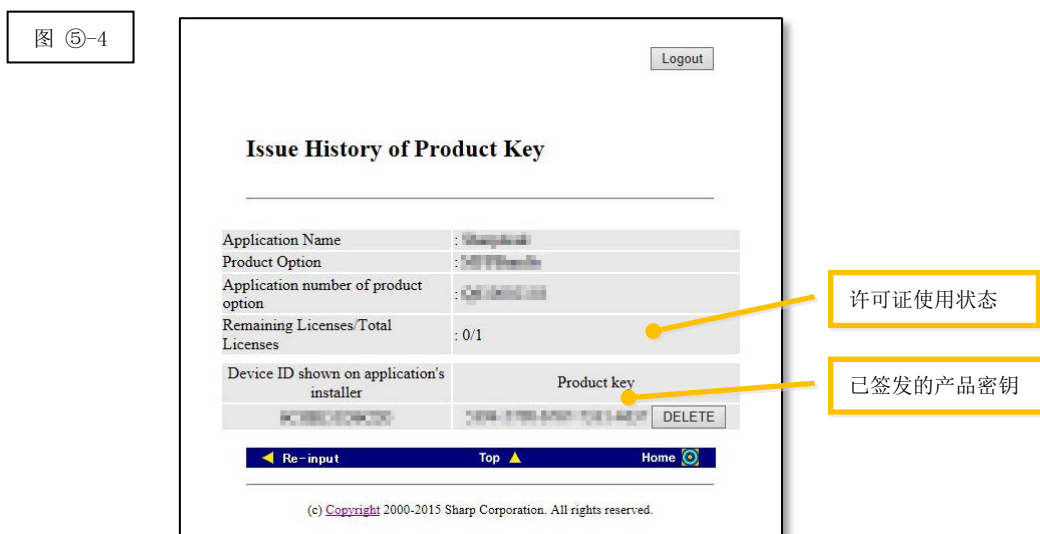 图 ⑤-4
Logout
Issue History of Product Key
Application Name :
Product Option :
Application number of product
option :
Remaining Licenses/Total
Licenses : 0/1
许可证使用状态
Device ID shown on application's
installer
Product key
已签发的产品密钥
DELETE
Re-input Top Home
(c) Copyright 2000-2015 Sharp Corporation. All rights reserved.